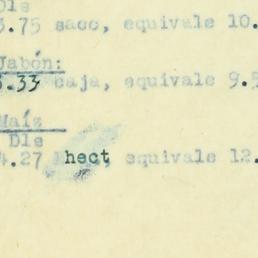 Dls
3.75 saco, equivale 10.
Jabón:
3.33 caja, equivale 9.5
Maíz
Dls
4.27 hect, equivale 12.